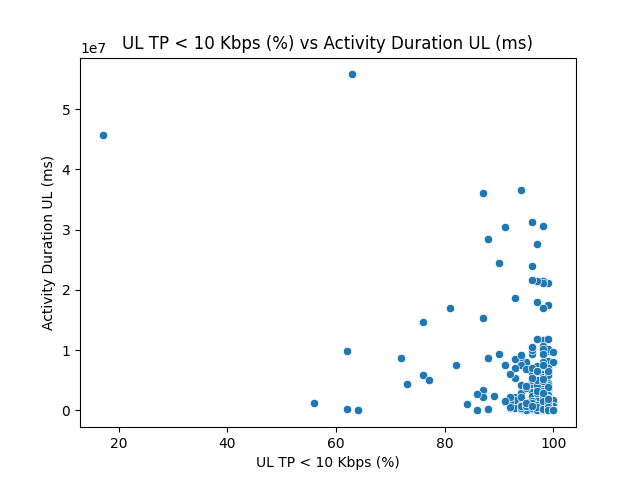 UL TP < 10 Kbps (%) vs Activity Duration UL (ms)
1e7
5
4
3
2
1
0
Activity Duration UL (ms)
20 40 60 80 100
UL TP < 10 Kbps (%)